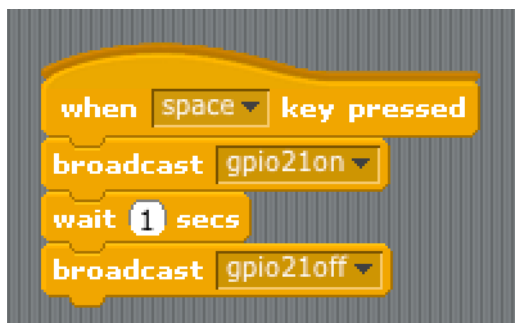 when space key pressed
broadcast gpio21on
wait 1 secs
broadcast gpio21off